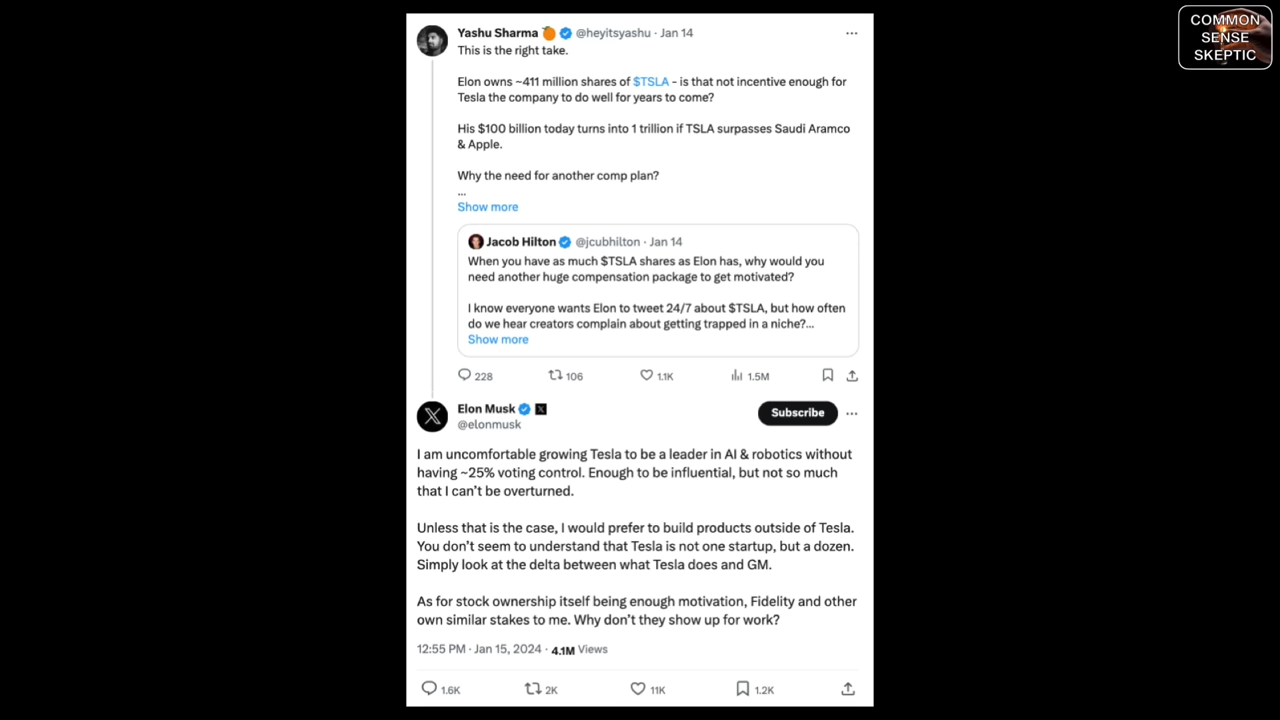 COMMON
SENSE
SKEPTIC
Yashu Sharma 🍊 @heyitsyashu · Jan 14
This is the right take.
Elon owns ~411 million shares of $TSLA - is that not incentive enough for
Tesla the company to do well for years to come?
His $100 billion today turns into 1 trillion if TSLA surpasses Saudi Aramco
& Apple.
Why the need for another comp plan?
...
Show more
Jacob Hilton @jcubhilton · Jan 14
When you have as much $TSLA shares as Elon has, why would you
need another huge compensation package to get motivated?
I know everyone wants Elon to tweet 24/7 about $TSLA, but how often
do we hear creators complain about getting trapped in a niche?...
Show more
228 106 1.1K 1.5M
Elon Musk
@elonmusk
Subscribe
I am uncomfortable growing Tesla to be a leader in AI & robotics without
having ~25% voting control. Enough to be influential, but not so much
that I can't be overturned.
Unless that is the case, I would prefer to build products outside of Tesla.
You don't seem to understand that Tesla is not one startup, but a dozen.
Simply look at the delta between what Tesla does and GM.
As for stock ownership itself being enough motivation, Fidelity and other
own similar stakes to me. Why don't they show up for work?
12:55 PM · Jan 15, 2024 · 4.1M Views
1.6K 2K 11K 1.2K